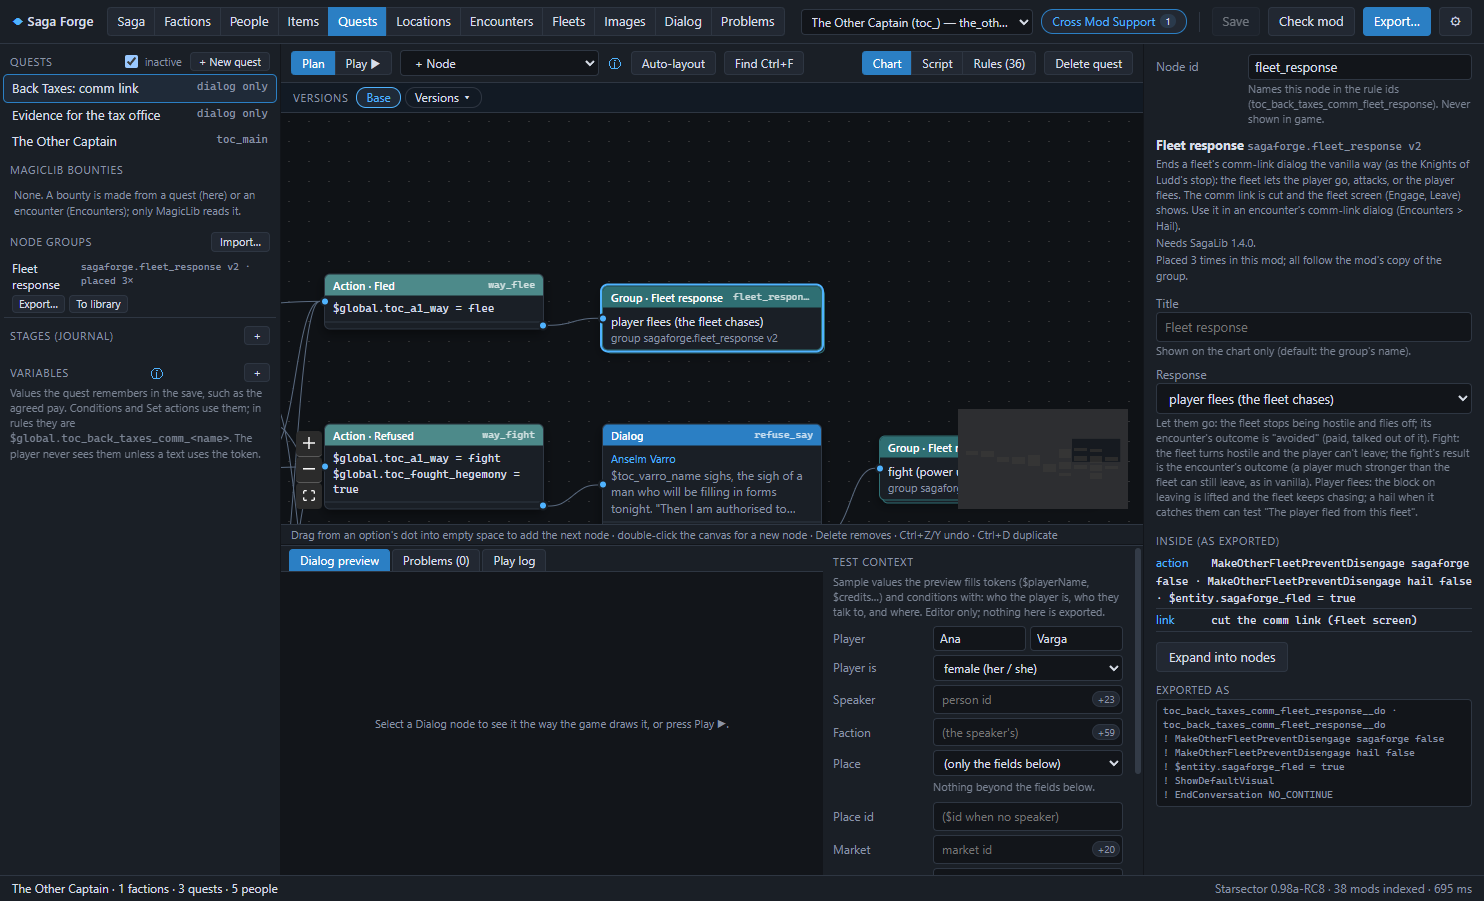 Saga Forge
Saga
Factions
People
Items
Quests
Locations
Encounters
Fleets
Images
Dialog
Problems
The Other Captain (toc_) — the_oth...
Cross Mod Support 1
Save
Check mod
Export...
QUESTS
inactive
+ New quest
Back Taxes: comm link
dialog only
Evidence for the tax office
dialog only
The Other Captain
toc_main
MAGICLIB BOUNTIES
None. A bounty is made from a quest (here) or an
encounter (Encounters); only MagicLib reads it.
NODE GROUPS
Import...
Fleet
response
sagaforge.fleet_response v2 ·
placed 3×
Export...
To library
STAGES (JOURNAL)
+
VARIABLES
+
Values the quest remembers in the save, such as the
agreed pay. Conditions and Set actions use them; in
rules they are
$global.toc_back_taxes_comm_<name>. The
player never sees them unless a text uses the token.
Plan
Play ▶
+ Node
Auto-layout
Find Ctrl+F
Chart
Script
Rules (36)
Delete quest
VERSIONS
Base
Versions ▾
Action · Fled
way_flee
$global.toc_a1_way = flee
Group · Fleet response
fleet_respon...
player flees (the fleet chases)
group sagaforge.fleet_response v2
Action · Refused
way_fight
$global.toc_a1_way = fight
$global.toc_fought_hegemony =
true
Dialog
refuse_say
Anselm Varro
$toc_varro_name sighs, the sigh of a
man who will be filling in forms
tonight. "Then I am authorised to...
Group · Fleet r
fight (power u
group sagafor
Drag from an option's dot into empty space to add the next node · double-click the canvas for a new node · Delete removes · Ctrl+Z/Y undo · Ctrl+D duplicate
Dialog preview
Problems (0)
Play log
Select a Dialog node to see it the way the game draws it, or press Play ▶.
TEST CONTEXT
Sample values the preview fills tokens ($playerName,
$credits...) and conditions with: who the player is, who they
talk to, and where. Editor only; nothing here is exported.
Player
Ana
Varga
Player is
female (her / she)
Speaker
person id
+23
Faction
(the speaker's)
+59
Place
(only the fields below)
Nothing beyond the fields below.
Place id
($id when no speaker)
Market
market id
+20
Node id
fleet_response
Names this node in the rule ids
(toc_back_taxes_comm_fleet_response). Never
shown in game.
Fleet response sagaforge.fleet_response v2
Ends a fleet's comm-link dialog the vanilla way (as the Knights of
Ludd's stop): the fleet lets the player go, attacks, or the player
flees. The comm link is cut and the fleet screen (Engage, Leave)
shows. Use it in an encounter's comm-link dialog (Encounters >
Hail).
Needs SagaLib 1.4.0.
Placed 3 times in this mod; all follow the mod's copy of the
group.
Title
Fleet response
Shown on the chart only (default: the group's name).
Response
player flees (the fleet chases)
Let them go: the fleet stops being hostile and flies off; its
encounter's outcome is "avoided" (paid, talked out of it). Fight:
the fleet turns hostile and the player can't leave; the fight's
result is the encounter's outcome (a player much stronger than the
fleet can still leave, as in vanilla). Player flees: the block on
leaving is lifted and the fleet keeps chasing; a hail when it
catches them can test "The player fled from this fleet".
INSIDE (AS EXPORTED)
action MakeOtherFleetPreventDisengage sagaforge
false · MakeOtherFleetPreventDisengage hail false
· $entity.sagaforge_fled = true
link cut the comm link (fleet screen)
Expand into nodes
EXPORTED AS
toc_back_taxes_comm_fleet_response__do ·
toc_back_taxes_comm_fleet_response__do
! MakeOtherFleetPreventDisengage sagaforge false
! MakeOtherFleetPreventDisengage hail false
! $entity.sagaforge_fled = true
! ShowDefaultVisual
! EndConversation NO_CONTINUE
The Other Captain · 1 factions · 3 quests · 5 people
Starsector 0.98a-RC8 · 38 mods indexed · 695 ms